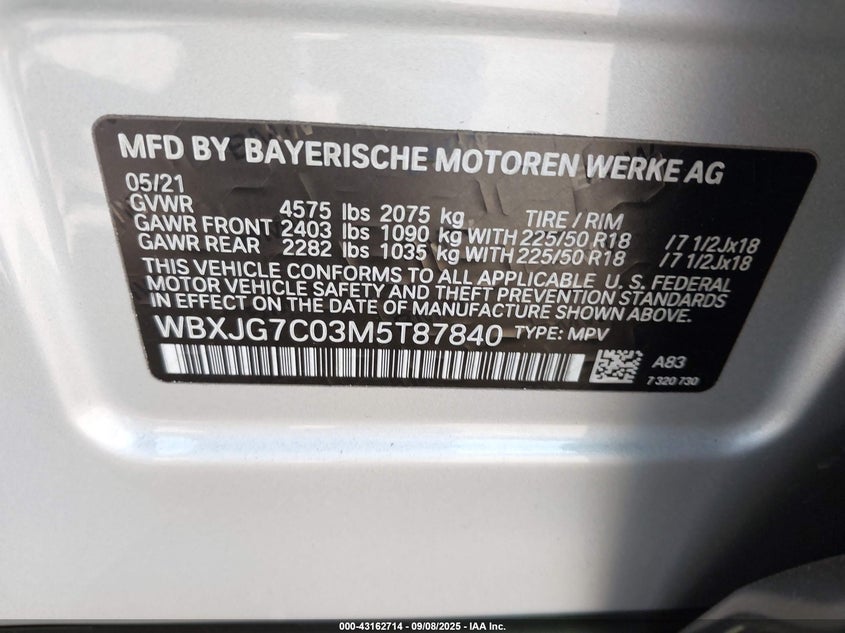 MFD BY BAYERISCHE MOTOREN WERKE AG
05/21
GVWR 4575 lbs 2075 kg TIRE / RIM
GAWR FRONT 2403 lbs 1090 kg WITH 225/50 R18 /7 1/2Jx18
GAWR REAR 2282 lbs 1035 kg WITH 225/50 R18 /7 1/2Jx18
THIS VEHICLE CONFORMS TO ALL APPLICABLE U. S. FEDERAL
MOTOR VEHICLE SAFETY AND THEFT PREVENTION STANDARDS
IN EFFECT ON THE DATE OF MANUFACTURE SHOWN ABOVE.
WBXJG7C03M5T87840 TYPE: MPV
A83
7 320 730
000-43162714 - 09/08/2025 - IAA Inc.